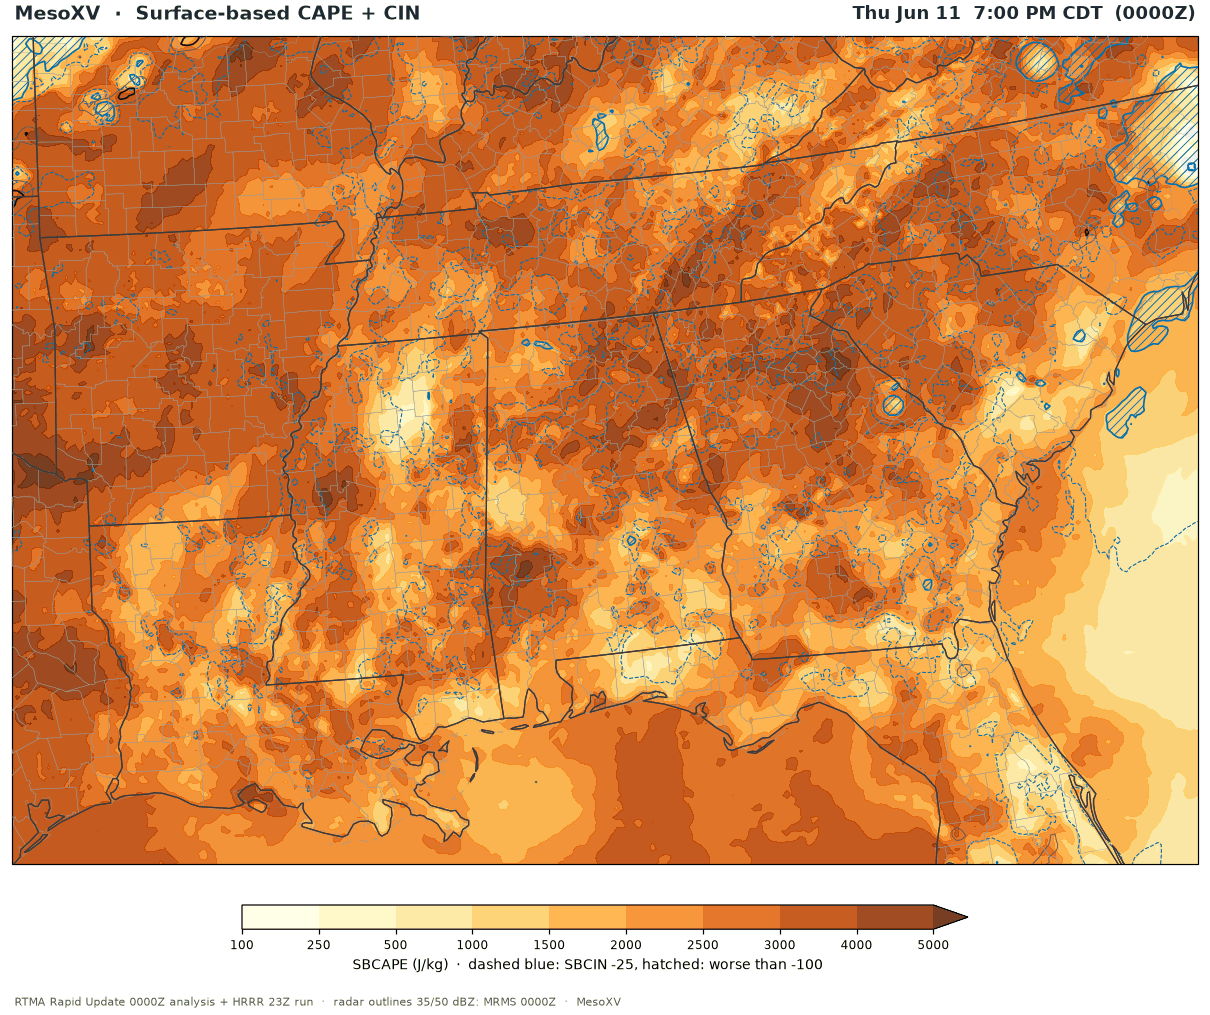 MesoXV · Surface-based CAPE + CIN
Thu Jun 11 7:00 PM CDT (0000Z)
100 250 500 1000 1500 2000 2500 3000 4000 5000
SBCAPE (J/kg) · dashed blue: SBCIN -25, hatched: worse than -100
RTMA Rapid Update 0000Z analysis + HRRR 23Z run · radar outlines 35/50 dBZ: MRMS 0000Z · MesoXV